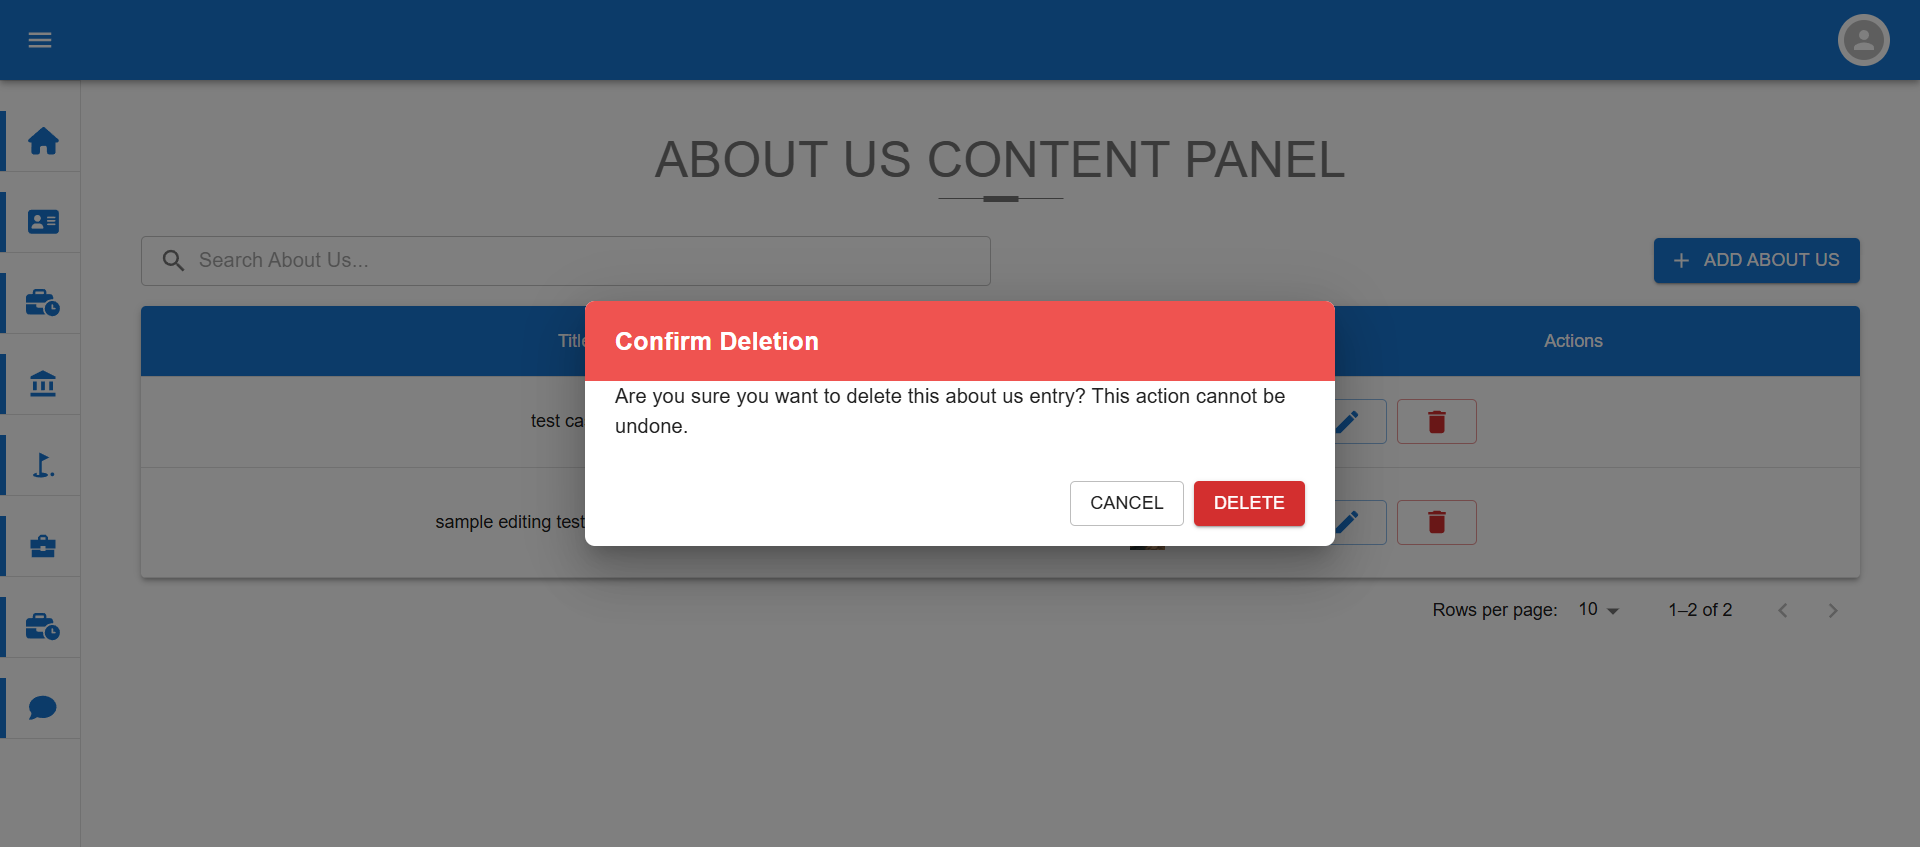 ABOUT US CONTENT PANEL
Search About Us...
ADD ABOUT US
Actions
Confirm Deletion
Are you sure you want to delete this about us entry? This action cannot be
undone.
CANCEL
DELETE
test ca
sample editing test
Rows per page: 10 1–2 of 2